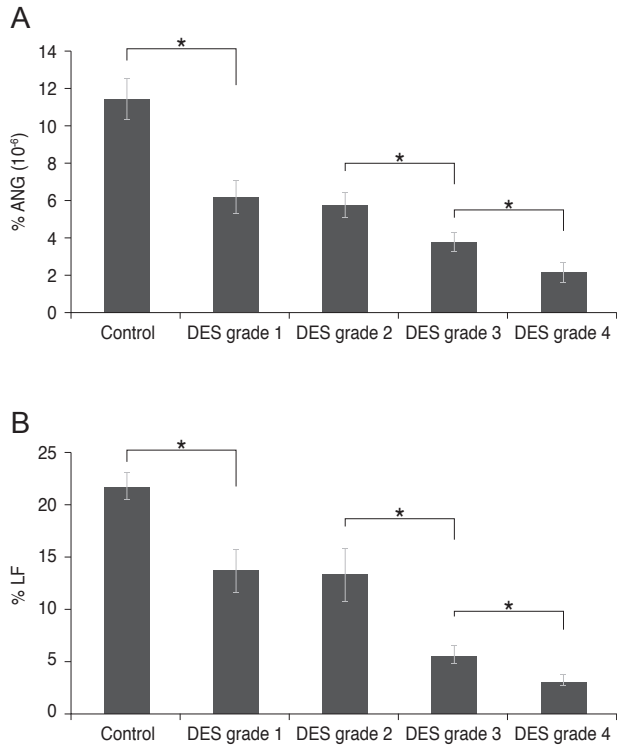 A
14
12
10
8
6
4
2
0
% ANG (10⁻⁶)
* * *
Control DES grade 1 DES grade 2 DES grade 3 DES grade 4
B
25
20
15
10
5
0
% LF
* * *
Control DES grade 1 DES grade 2 DES grade 3 DES grade 4